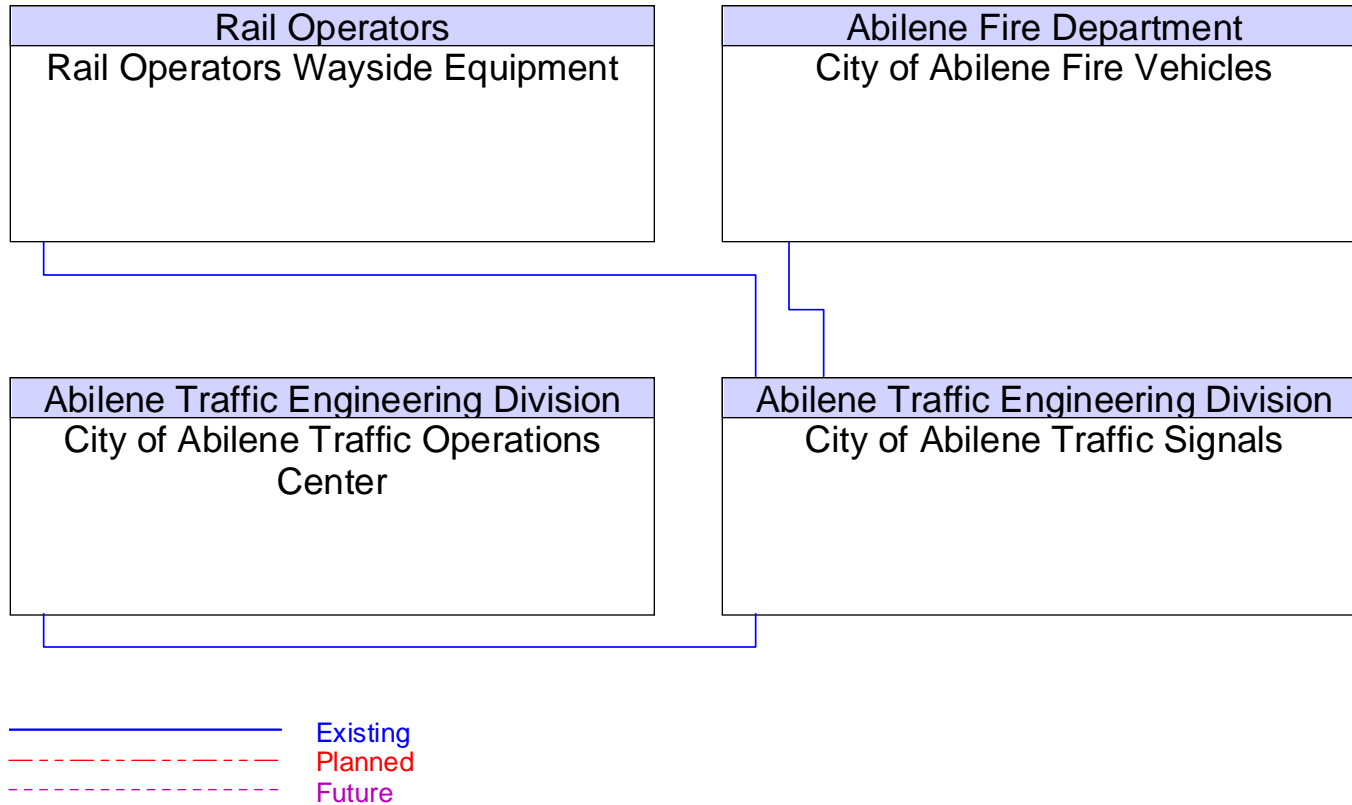 Rail Operators
Rail Operators Wayside Equipment
Abilene Fire Department
City of Abilene Fire Vehicles
Abilene Traffic Engineering Division
City of Abilene Traffic Operations
Center
Abilene Traffic Engineering Division
City of Abilene Traffic Signals
Existing
Planned
Future